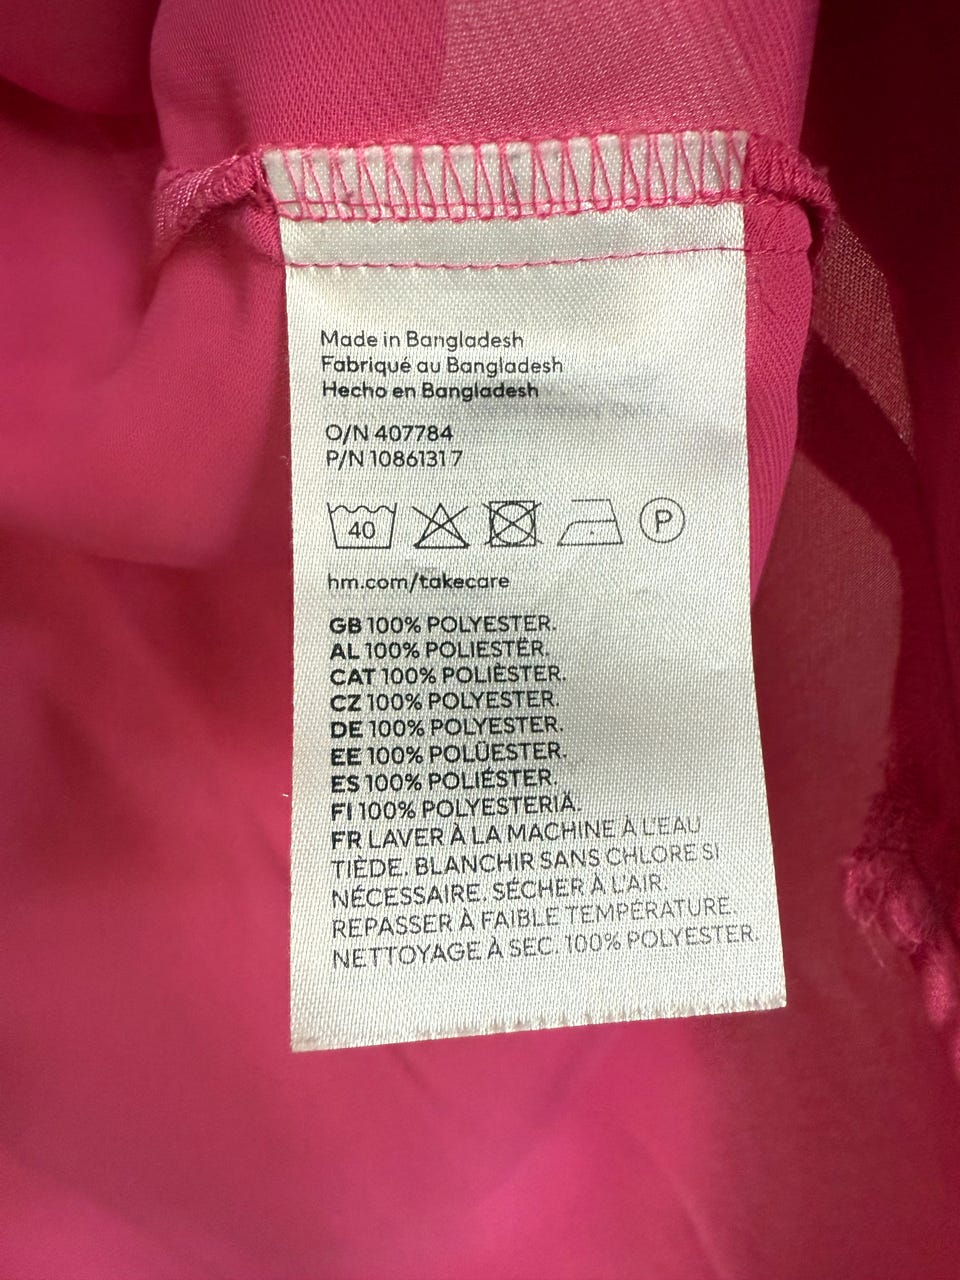 Made in Bangladesh
Fabriqué au Bangladesh
Hecho en Bangladesh
O/N 407784
P/N 10861317
40 P
hm.com/takecare
GB 100% POLYESTER.
AL 100% POLIESTËR.
CAT 100% POLIÈSTER.
CZ 100% POLYESTER.
DE 100% POLYESTER.
EE 100% POLÜESTER.
ES 100% POLIÉSTER.
FI 100% POLYESTERIÄ.
FR LAVER À LA MACHINE À L'EAU
TIÈDE. BLANCHIR SANS CHLORE SI
NÉCESSAIRE. SÉCHER À L'AIR.
REPASSER À FAIBLE TEMPÉRATURE.
NETTOYAGE À SEC. 100% POLYESTER.